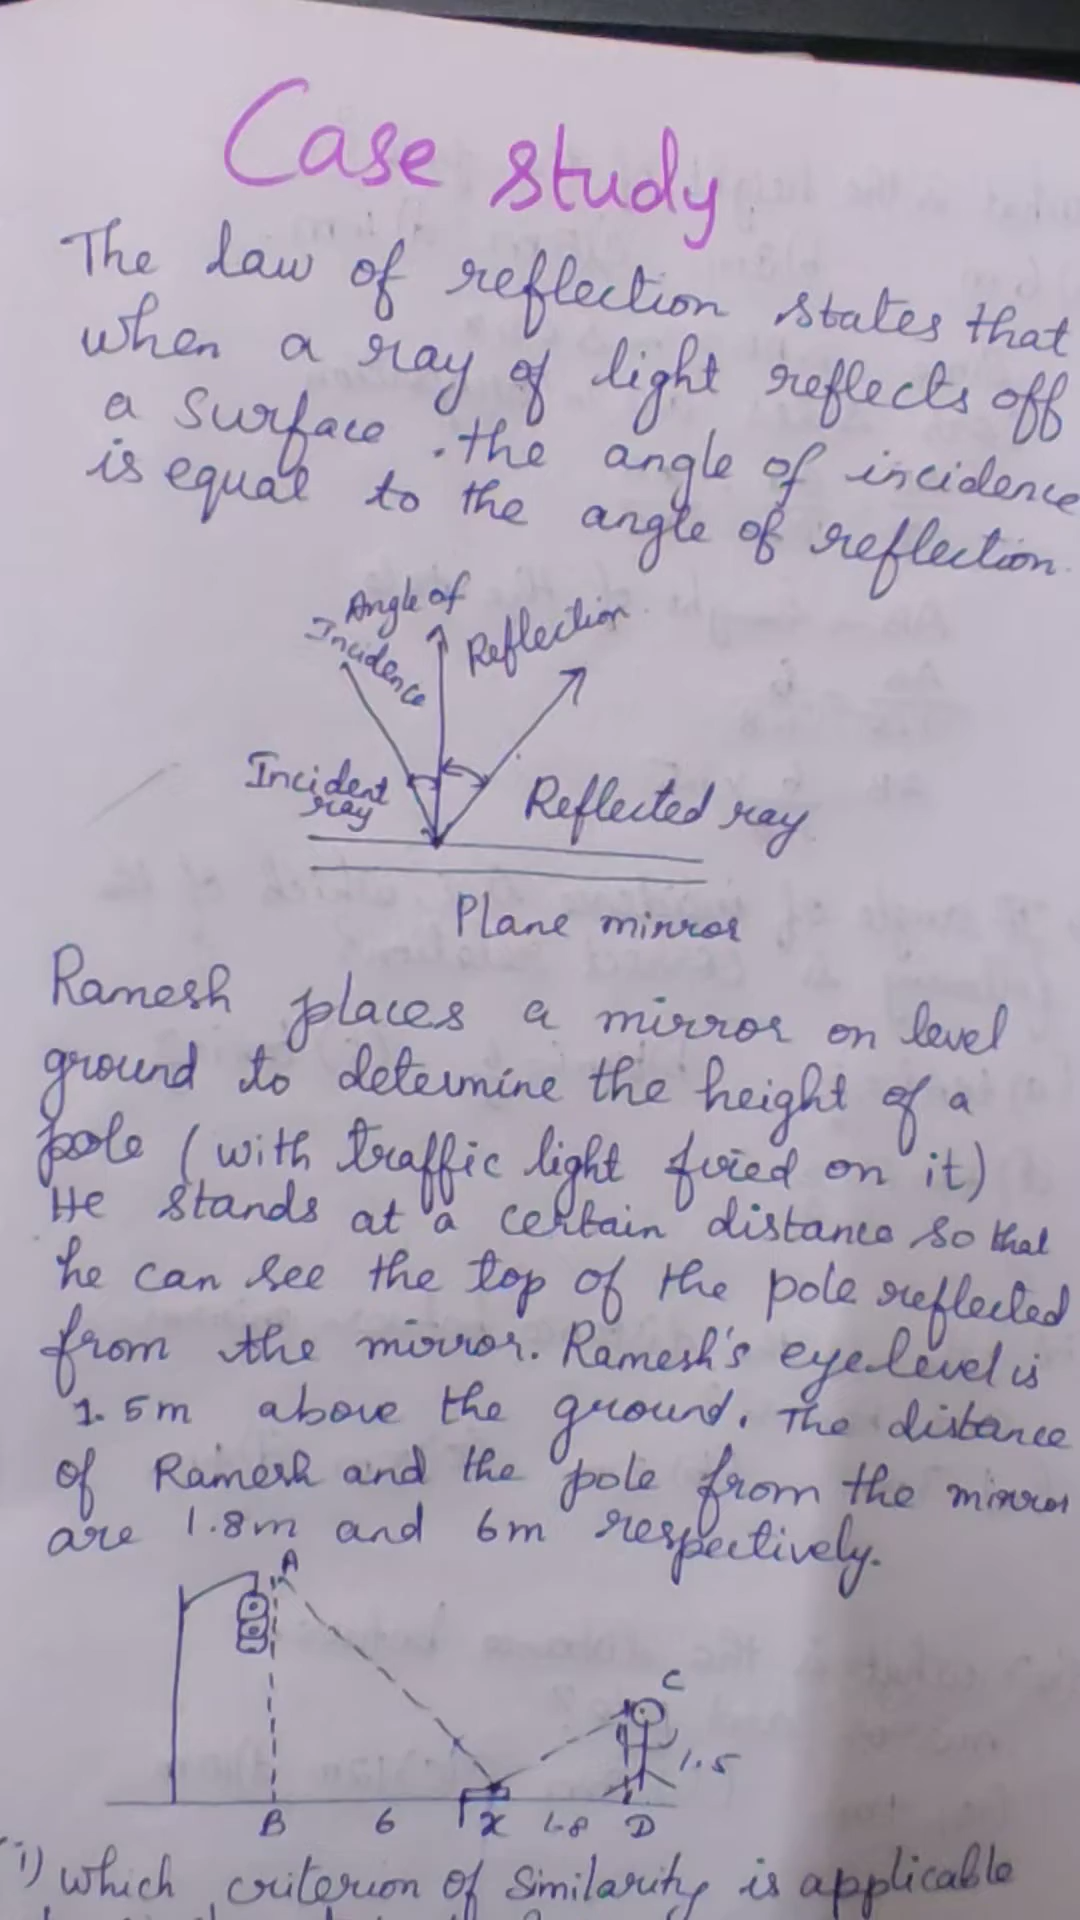 Case study
The law of reflection states that
when a ray of light reflects off
a surface .the angle of incidence
is equal to the angle of reflection.
Angle of
Incidence
Reflection
Incident
ray
Reflected ray
Plane mirror
Ramesh places a mirror on level
ground to determine the height of a
pole (with traffic light fixed on it)
He stands at a certain distance so that
he can see the top of the pole reflected
from the mirror. Ramesh's eye level is
1.5m above the ground. The distance
of Ramesh and the pole from the mirror
are 1.8m and 6m respectively.
A
C
1.5
B 6 x 1.8 D
i) which criterion of similarity is applicable